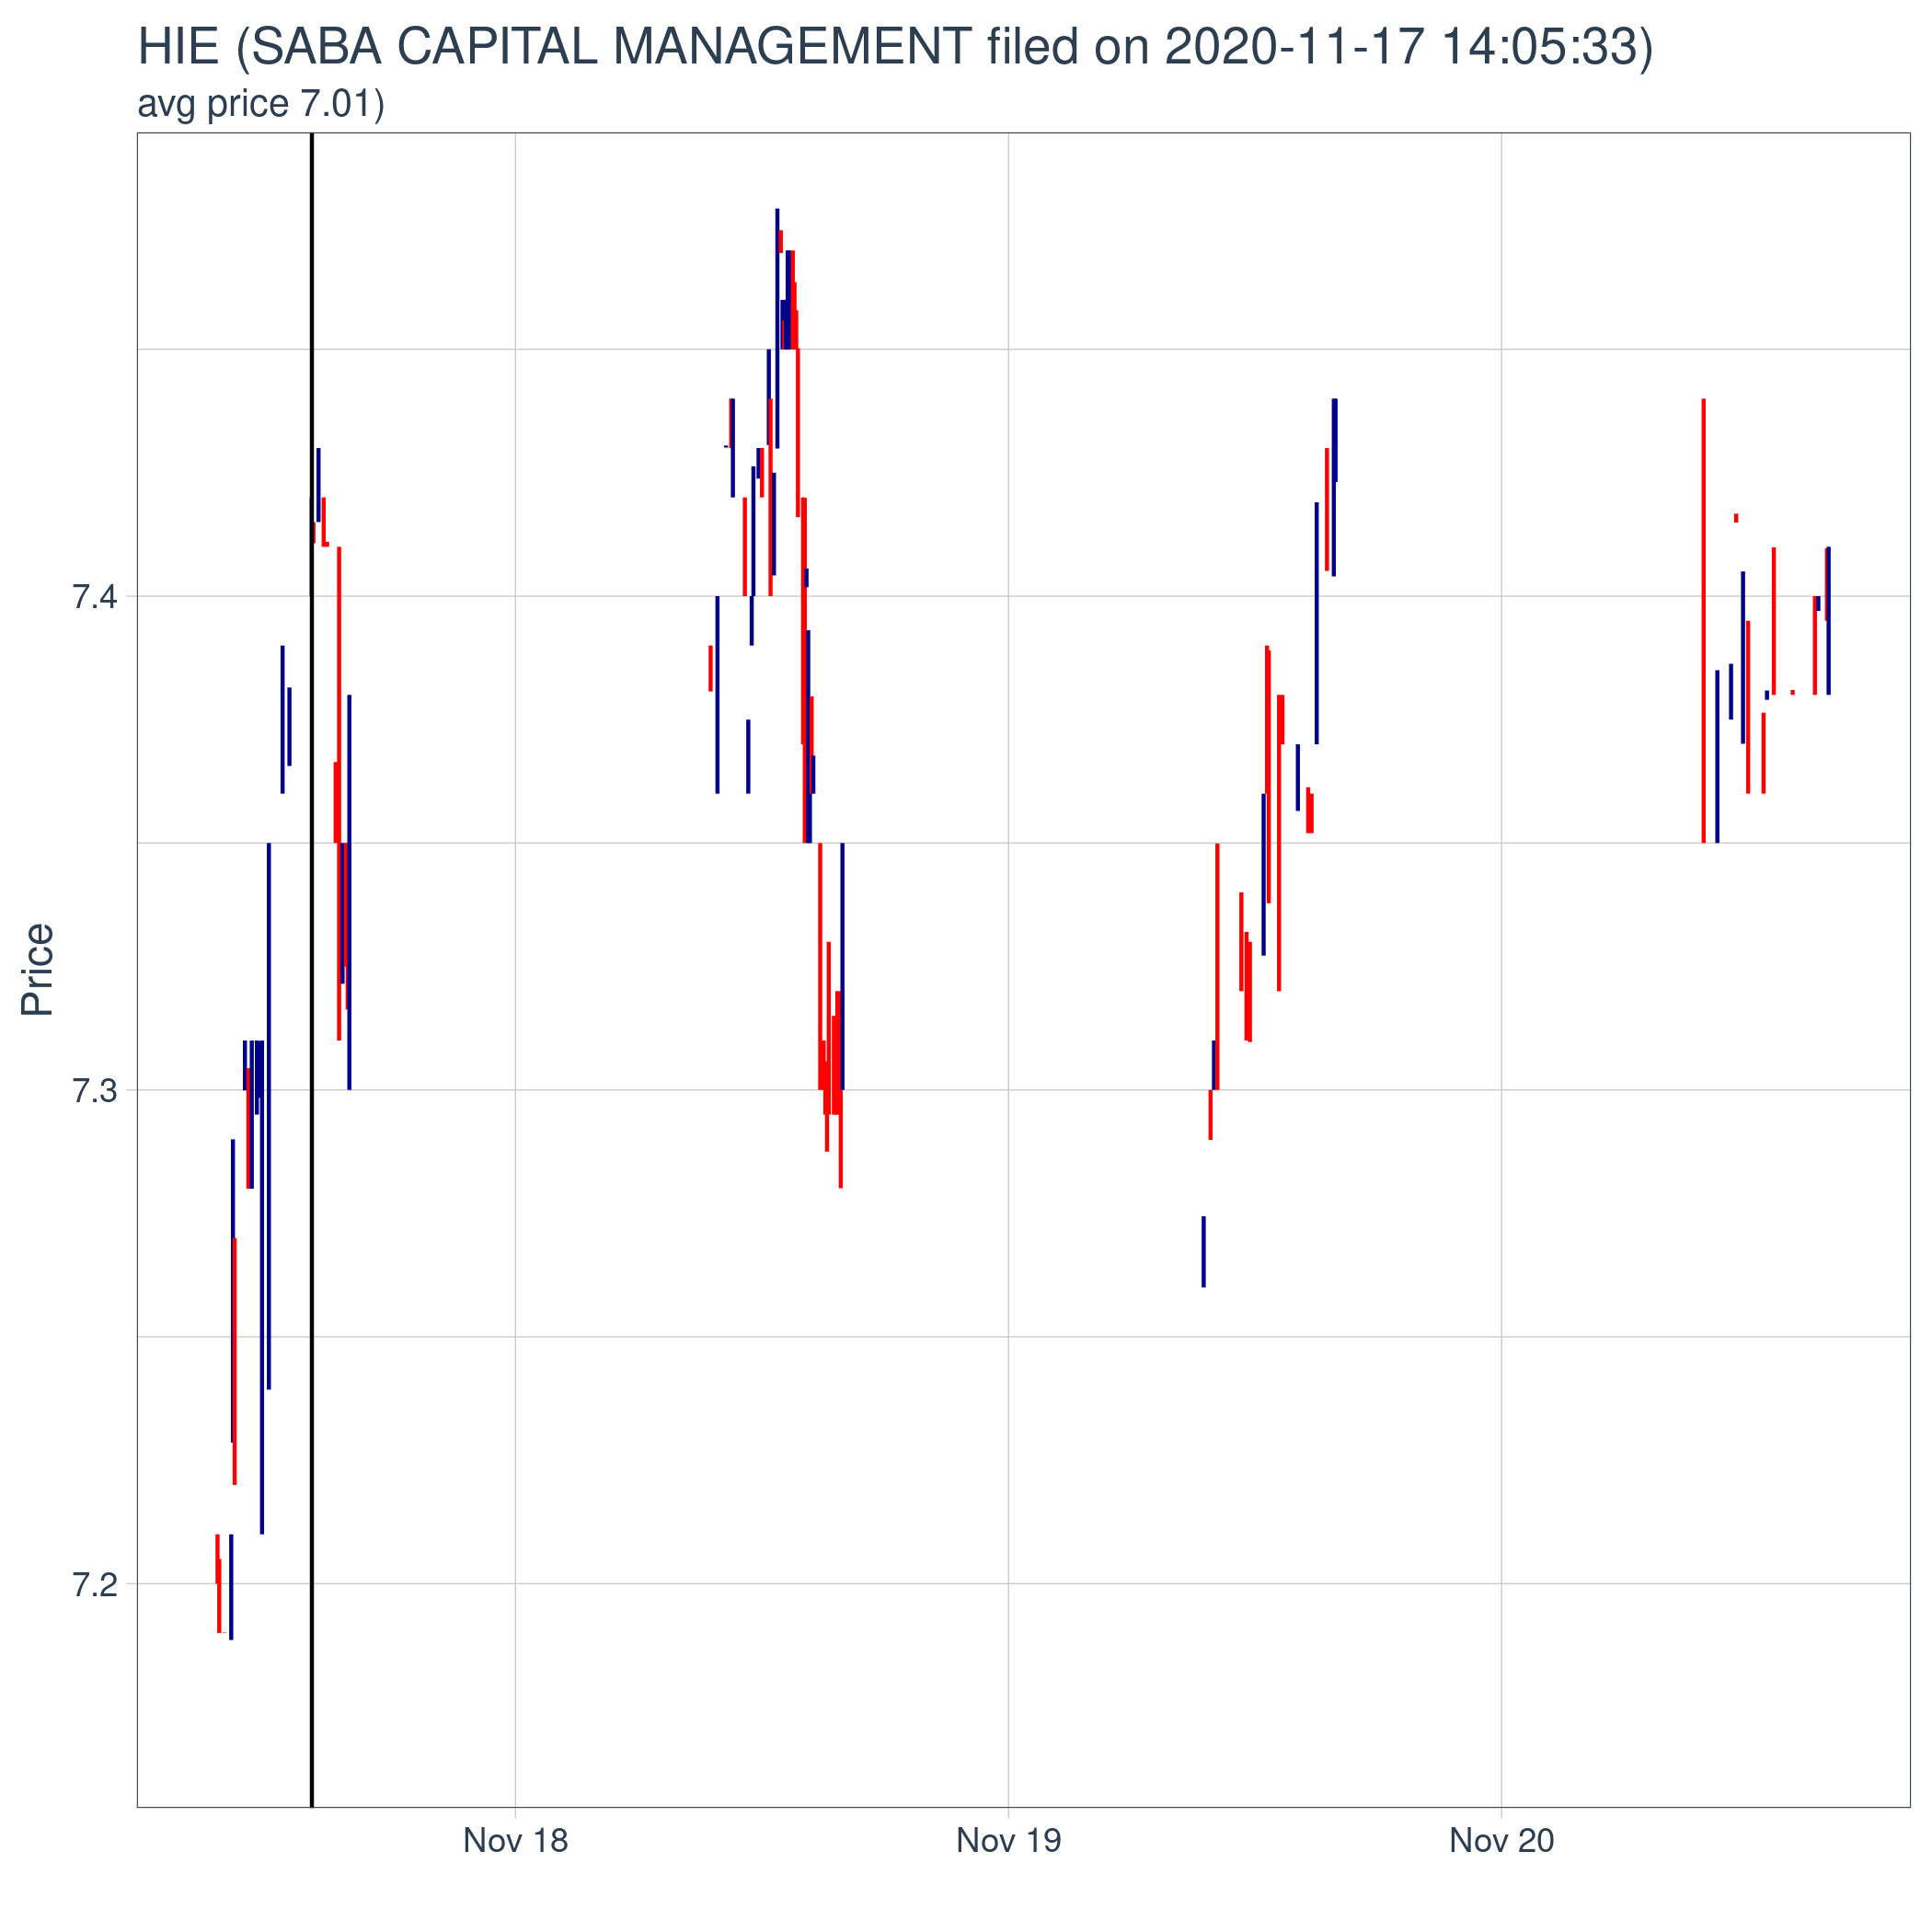 HIE (SABA CAPITAL MANAGEMENT filed on 2020-11-17 14:05:33)
avg price 7.01)
7.4
7.3
7.2
Price
Nov 18 Nov 19 Nov 20